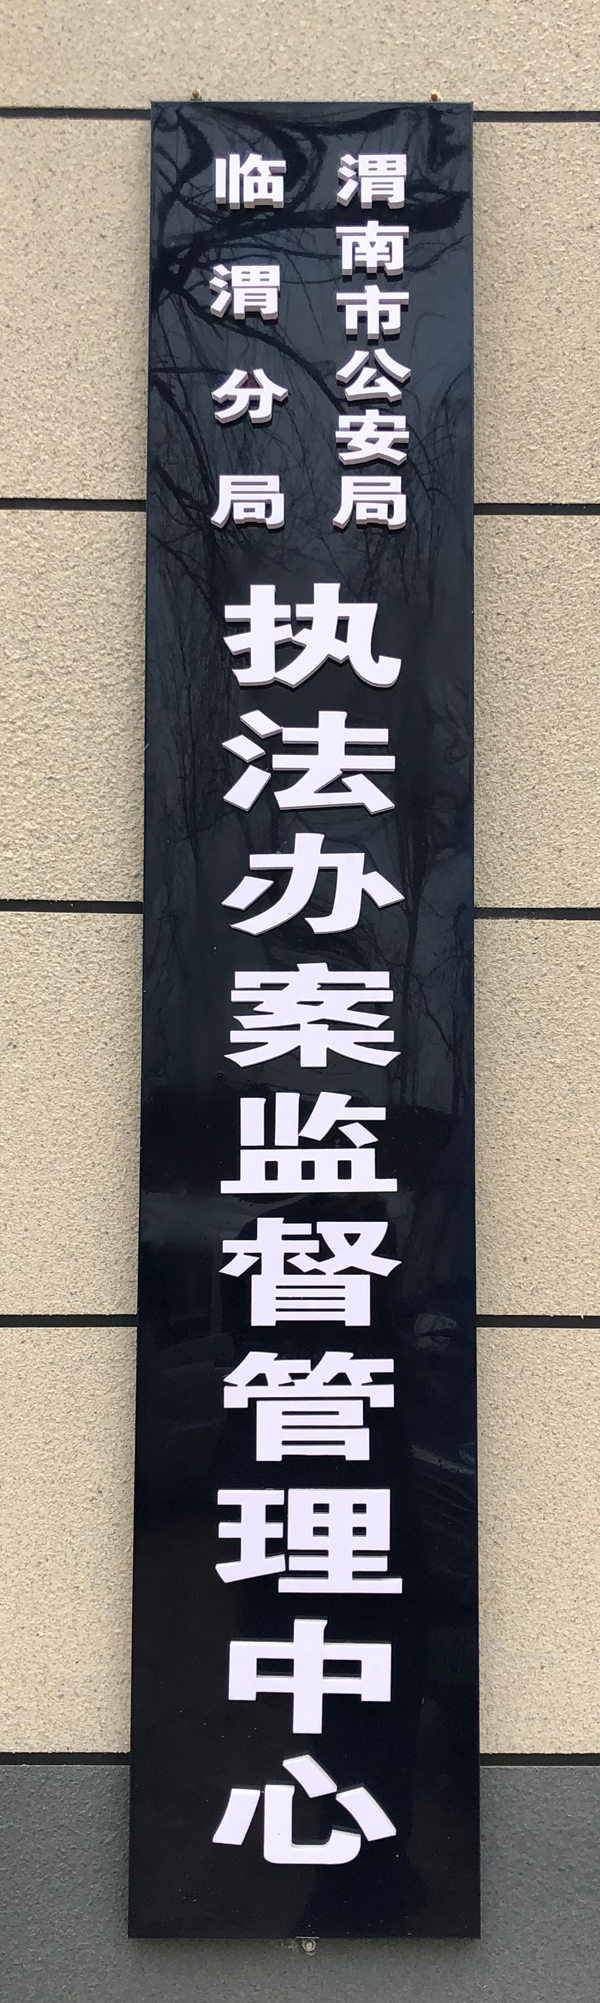 渭南市公安局
临渭分局
执法办案监督管理中心